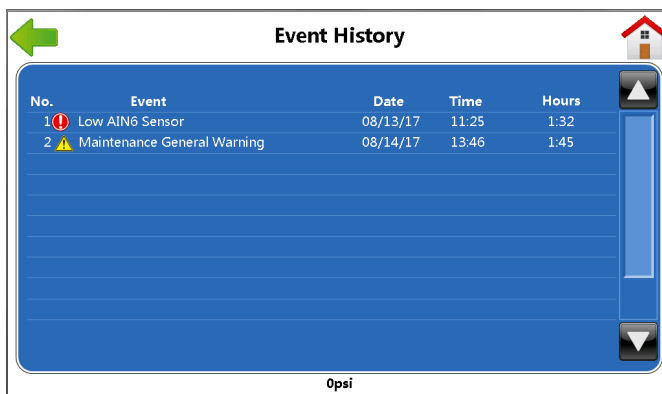 Event History
No. Event Date Time Hours
1 Low AIN6 Sensor 08/13/17 11:25 1:32
2 Maintenance General Warning 08/14/17 13:46 1:45
0psi